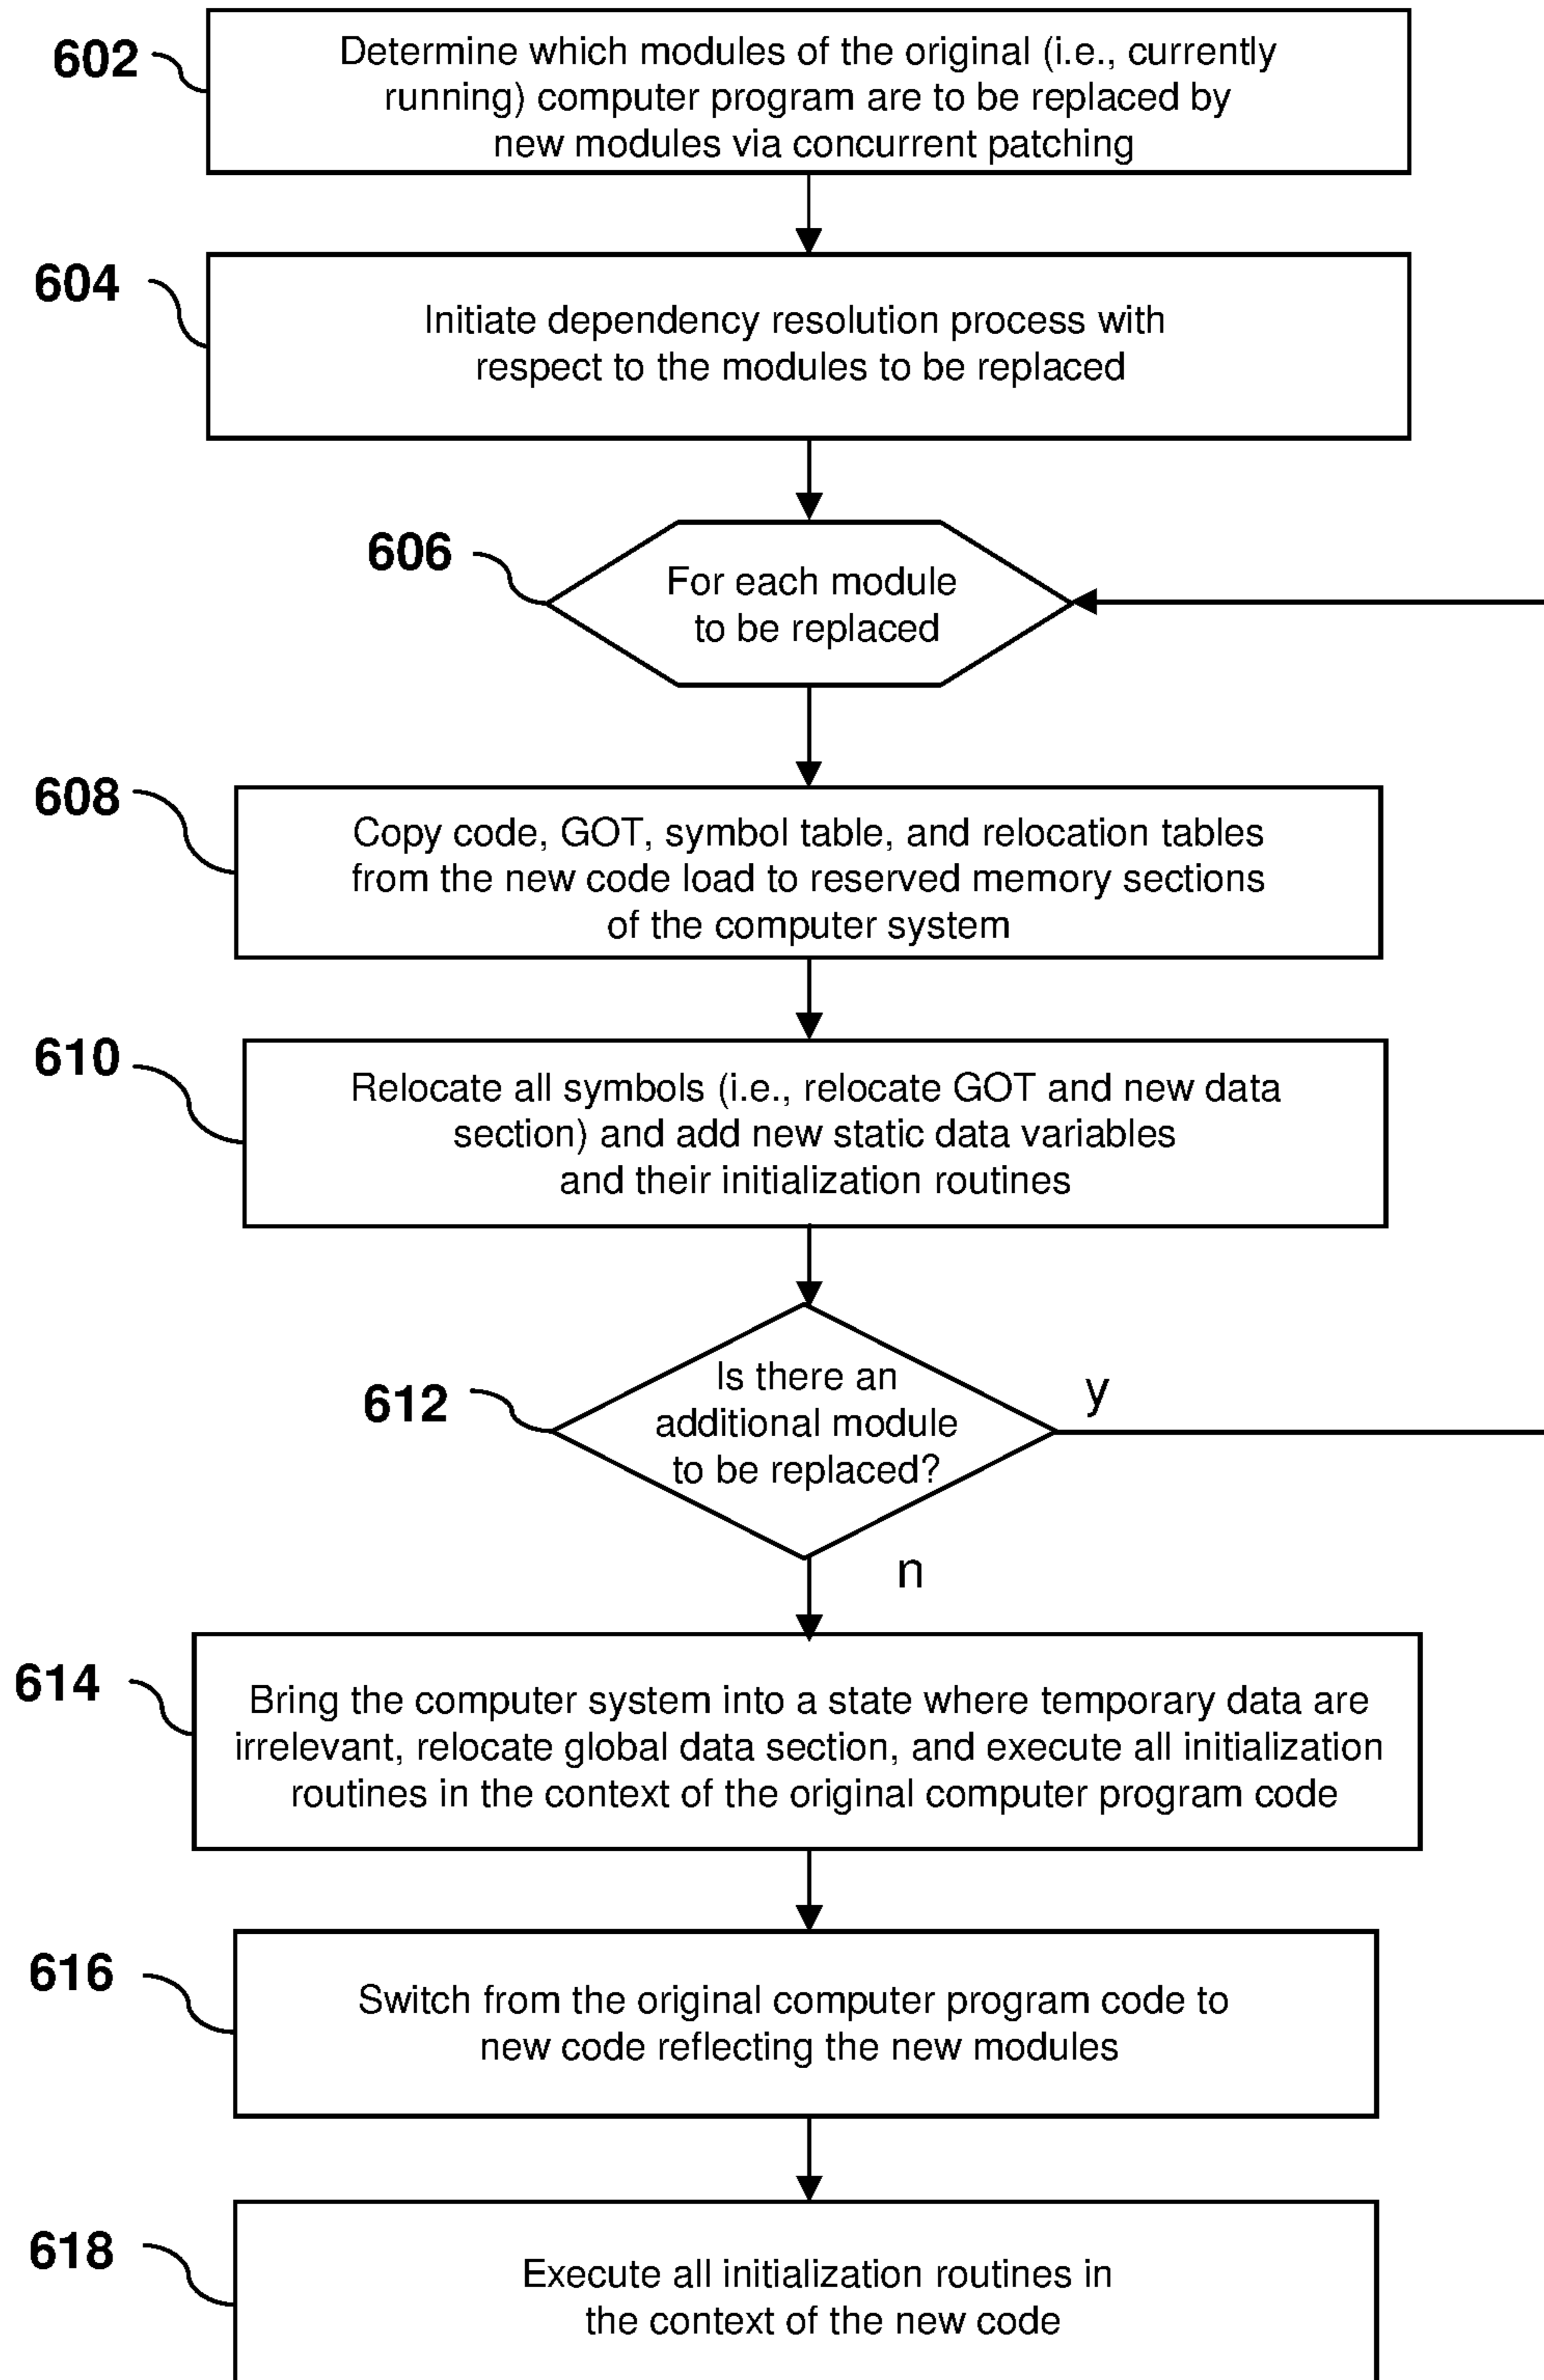 602
Determine which modules of the original (i.e., currently
running) computer program are to be replaced by
new modules via concurrent patching
604
Initiate dependency resolution process with
respect to the modules to be replaced
606
For each module
to be replaced
608
Copy code, GOT, symbol table, and relocation tables
from the new code load to reserved memory sections
of the computer system
610
Relocate all symbols (i.e., relocate GOT and new data
section) and add new static data variables
and their initialization routines
612
Is there an
additional module
to be replaced?
y
n
614
Bring the computer system into a state where temporary data are
irrelevant, relocate global data section, and execute all initialization
routines in the context of the original computer program code
616
Switch from the original computer program code to
new code reflecting the new modules
618
Execute all initialization routines in
the context of the new code